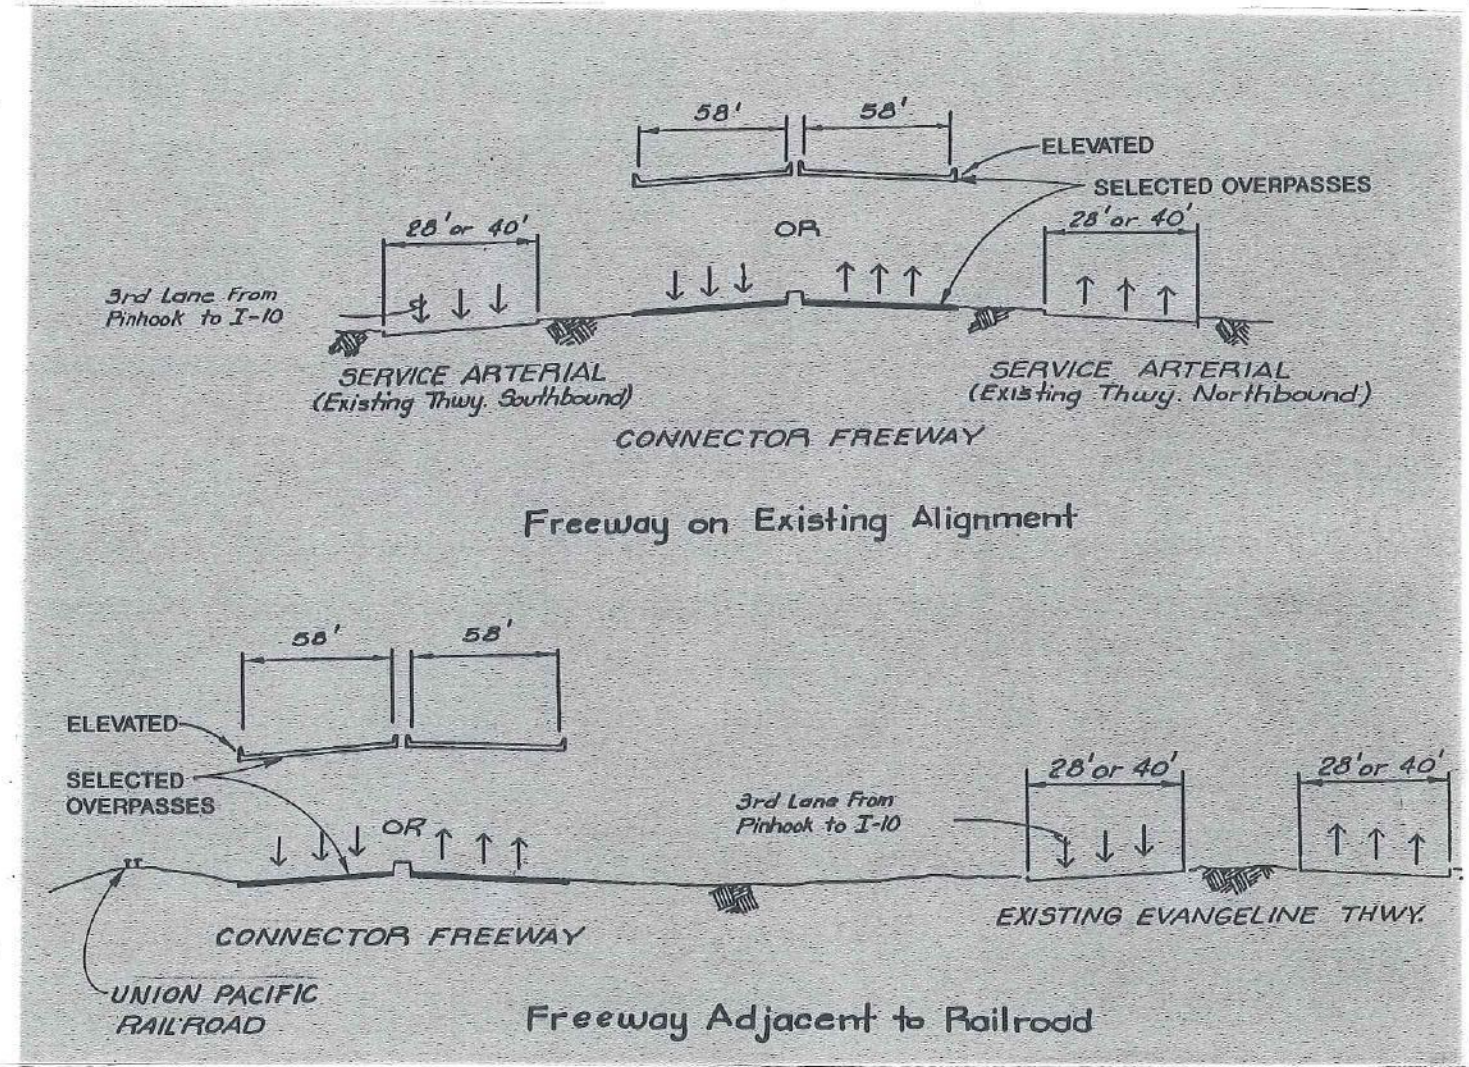 58' 58'
ELEVATED
SELECTED OVERPASSES
28' or 40'
28' or 40'
OR
3rd Lane From
Pinhook to I-10
SERVICE ARTERIAL
(Existing Thwy. Southbound)
SERVICE ARTERIAL
(Existing Thwy. Northbound)
CONNECTOR FREEWAY
Freeway on Existing Alignment
58' 58'
ELEVATED
SELECTED
OVERPASSES
OR
3rd Lane From
Pinhook to I-10
28' or 40'
28' or 40'
CONNECTOR FREEWAY
EXISTING EVANGELINE THWY.
UNION PACIFIC
RAILROAD
Freeway Adjacent to Railroad